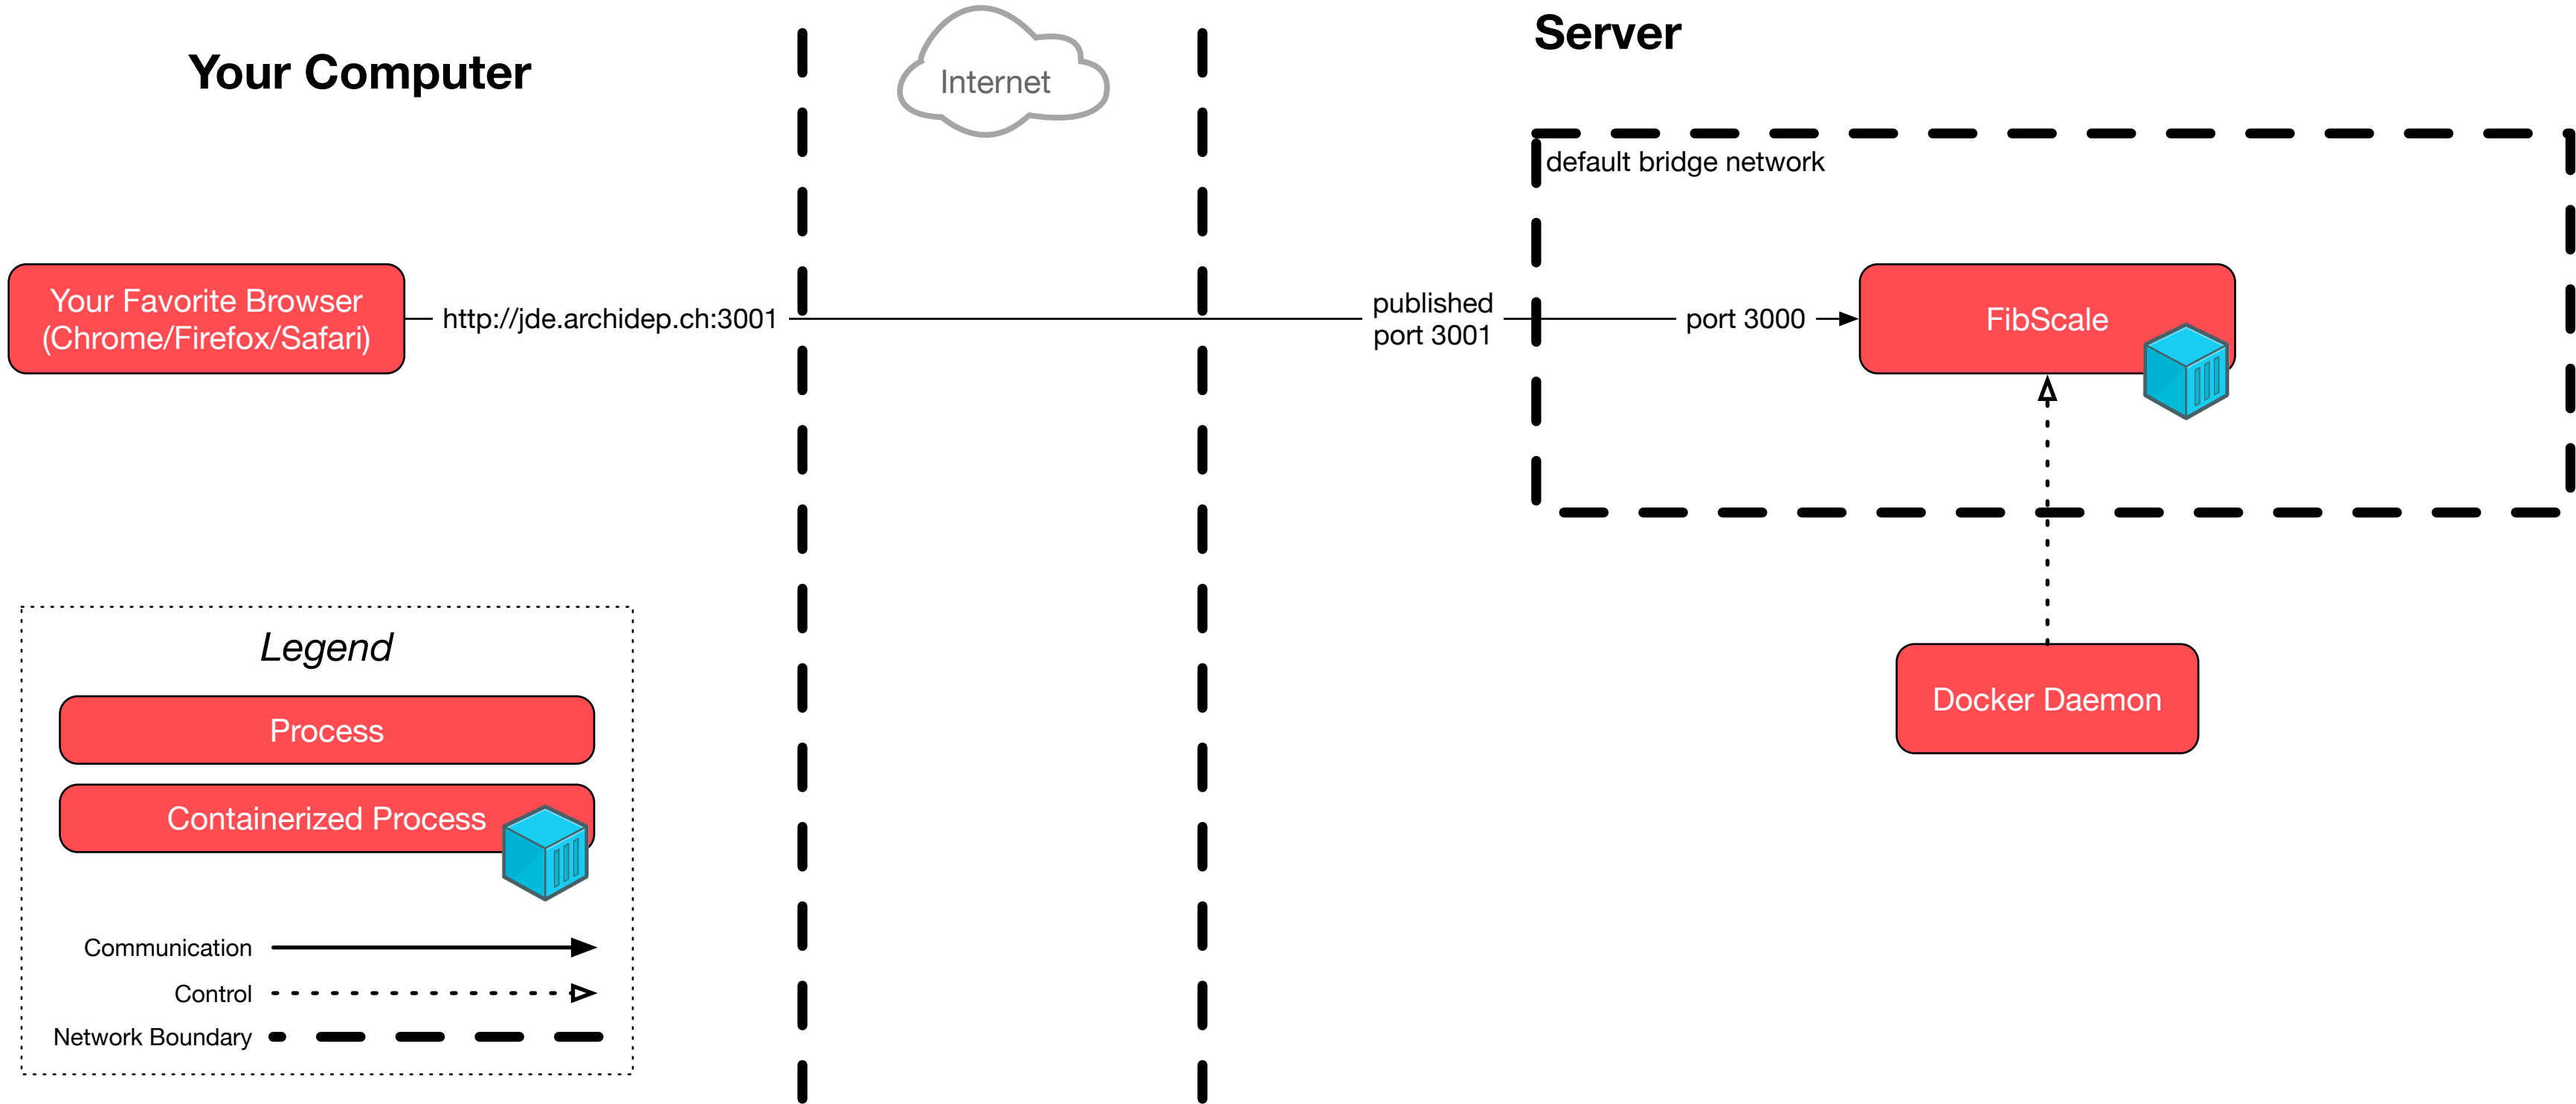 Your Computer
Internet
Server
default bridge network
Your Favorite Browser
(Chrome/Firefox/Safari)
http://jde.archidep.ch:3001
published
port 3001
port 3000
FibScale
Docker Daemon
Legend
Process
Containerized Process
Communication
Control
Network Boundary